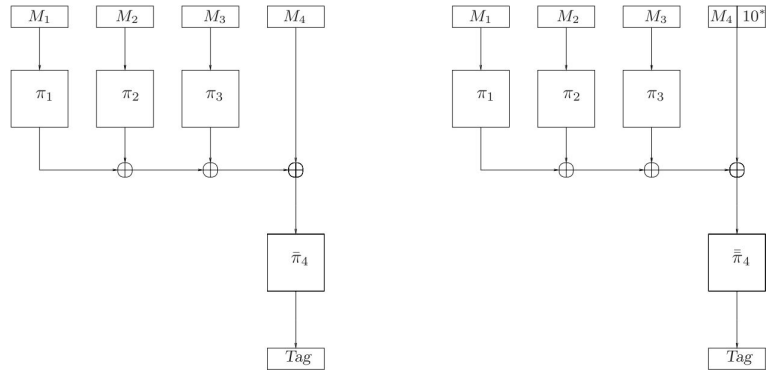 M₁ M₂ M₃ M₄ M₁ M₂ M₃ M₄ 10*
π₁ π₂ π₃ π₁ π₂ π₃
π̄₄ π̿₄
Tag Tag